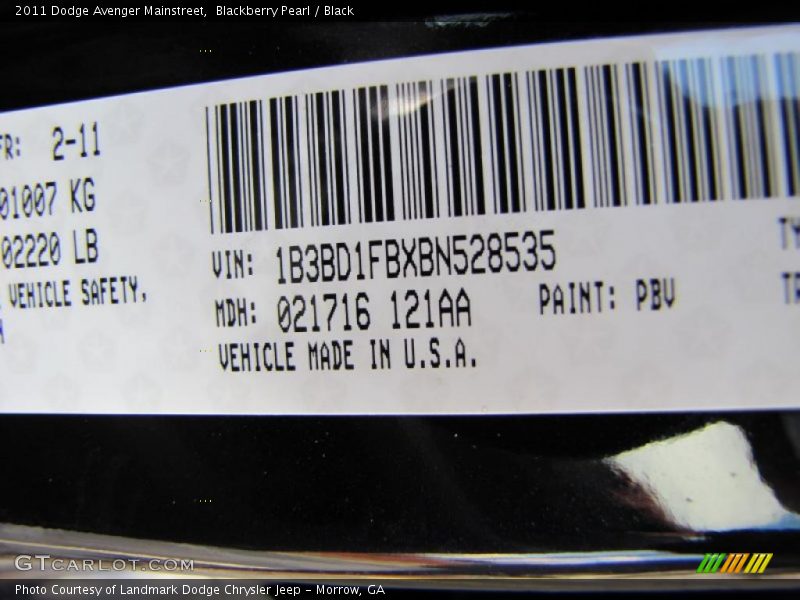 2011 Dodge Avenger Mainstreet, Blackberry Pearl / Black
FR: 2-11
01007 KG
02220 LB
VEHICLE SAFETY,
VIN: 1B3BD1FBXBN528535
MDH: 021716 121AA
PAINT: PBV
VEHICLE MADE IN U.S.A.
GTCARLOT.COM
Photo Courtesy of Landmark Dodge Chrysler Jeep – Morrow, GA